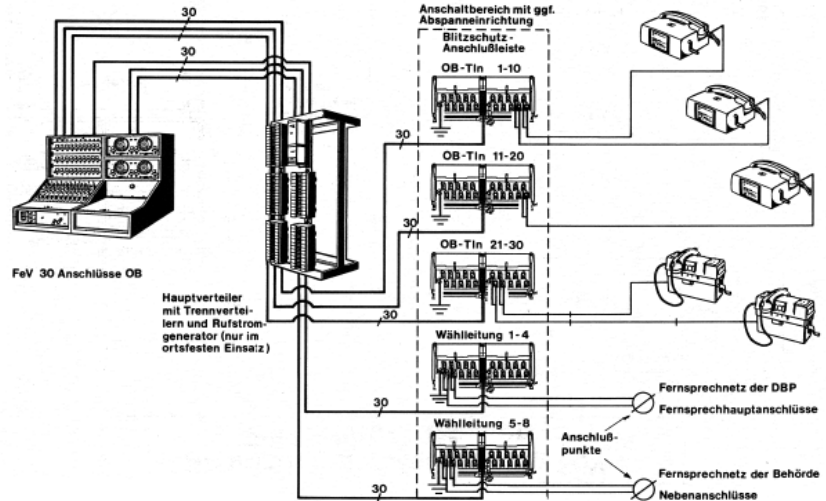 30
30
Anschaltbereich mit ggf.
Abspanneinrichtung
Blitzschutz-
Anschlußleiste
OB-Tln 1-10
30
OB-Tln 11-20
30
OB-Tln 21-30
30
FeV 30 Anschlüsse OB
Hauptverteiler
mit Trennvertei-
lern und Rufstrom-
generator (nur im
ortsfesten Einsatz)
Wählleitung 1-4
30
Fernsprechnetz der DBP
Fernsprechhauptanschlüsse
Wählleitung 5-8
30
Anschluß-
punkte
Fernsprechnetz der Behörde
Nebenanschlüsse